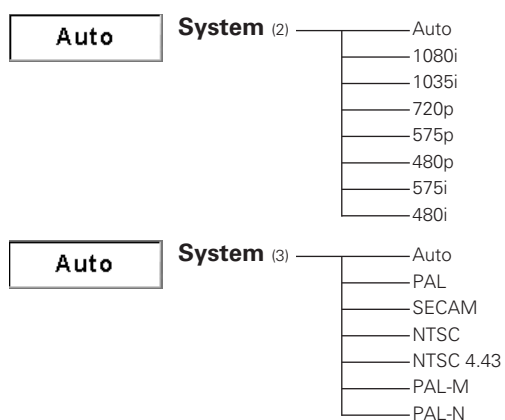 Auto
System (2)
Auto
1080i
1035i
720p
575p
480p
575i
480i
Auto
System (3)
Auto
PAL
SECAM
NTSC
NTSC 4.43
PAL-M
PAL-N